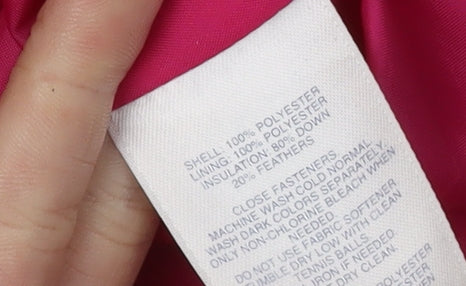 SHELL: 100% POLYESTER
LINING: 100% POLYESTER
INSULATION: 80% DOWN
20% FEATHERS
CLOSE FASTENERS
MACHINE WASH COLD NORMAL
WASH DARK COLORS SEPARATELY
ONLY NON-CHLORINE BLEACH WHEN
NEEDED
DO NOT USE FABRIC SOFTENER
TUMBLE DRY LOW WITH CLEAN
TENNIS BALLS
IRON IF NEEDED
DRY CLEAN.